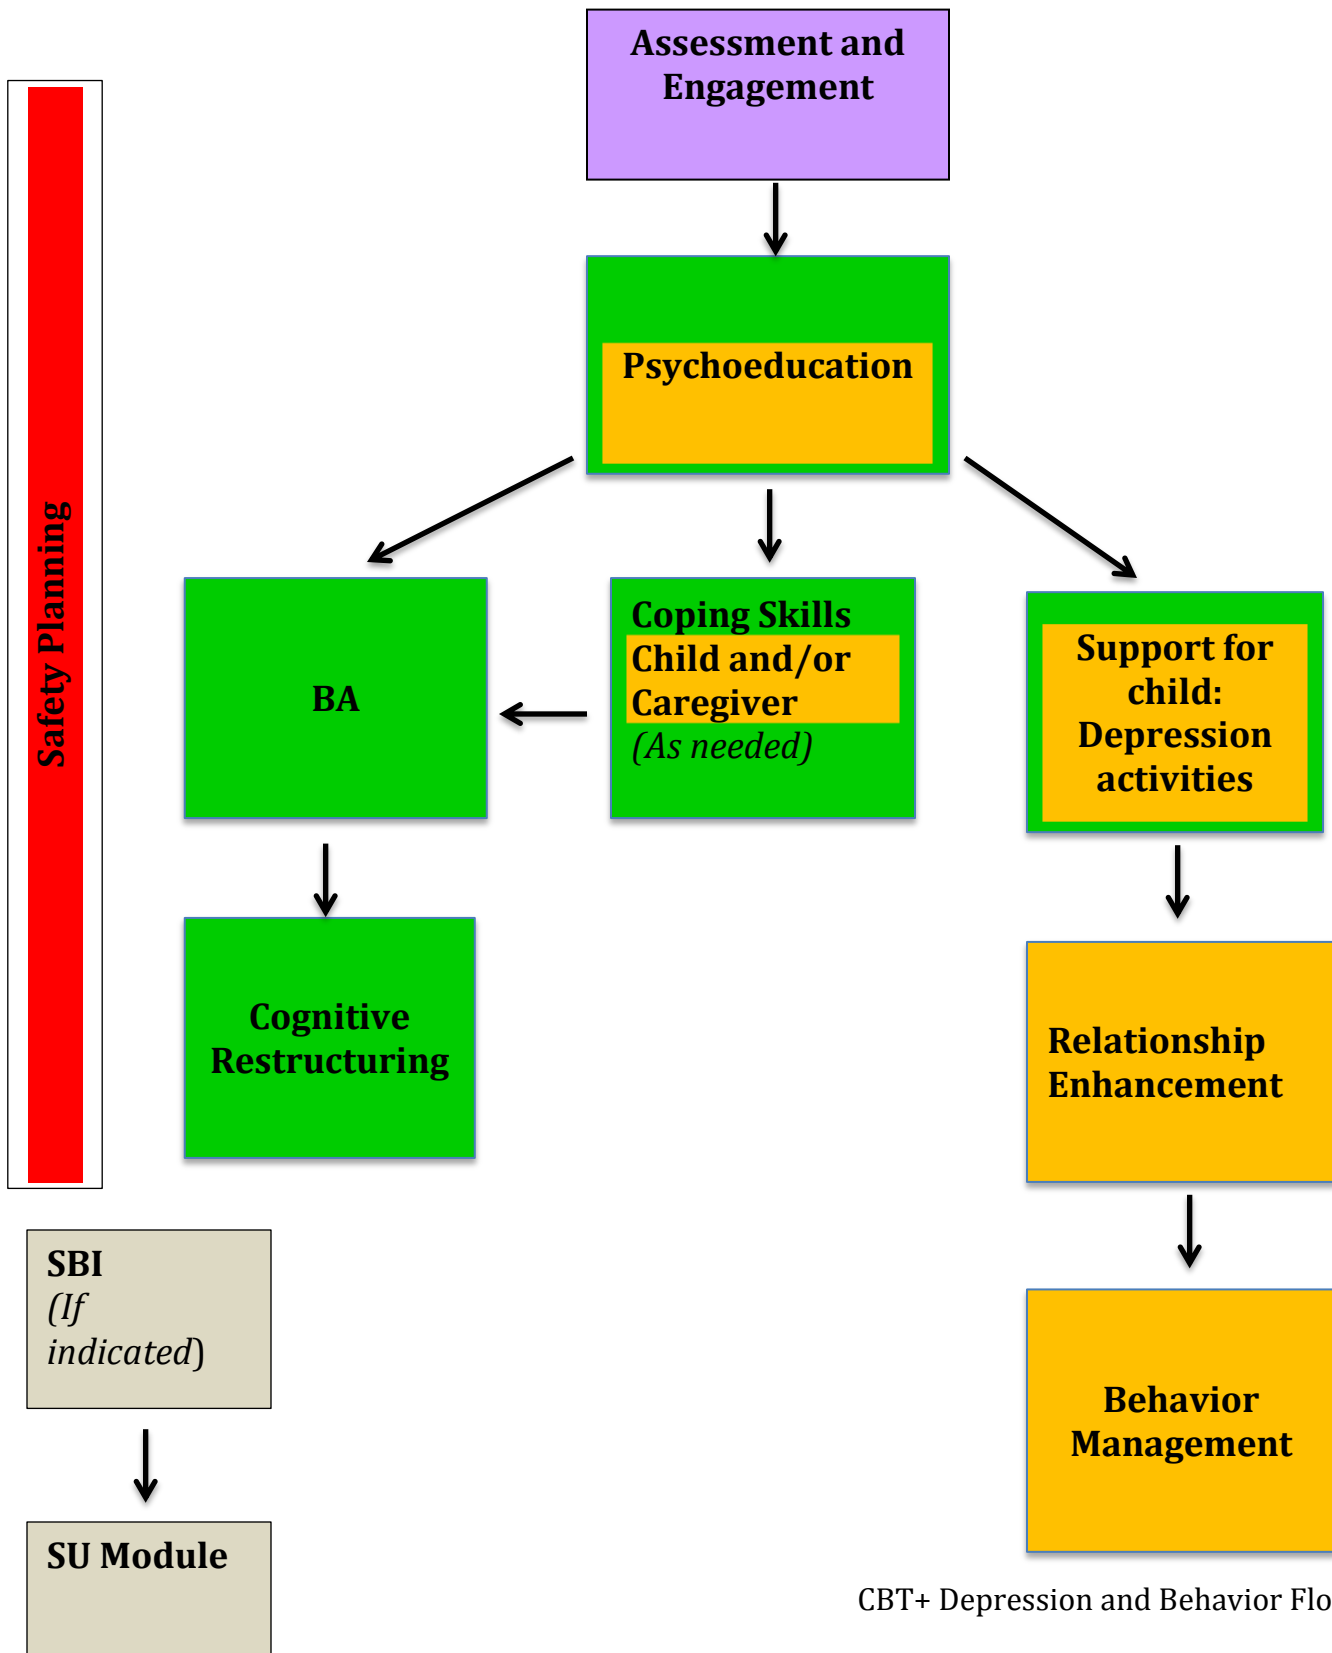 Assessment and
Engagement
Psychoeducation
Safety Planning
BA
Coping Skills
Child and/or
Caregiver
(As needed)
Support for
child:
Depression
activities
Cognitive
Restructuring
Relationship
Enhancement
SBI
(If
indicated)
Behavior
Management
SU Module
CBT+ Depression and Behavior Flo